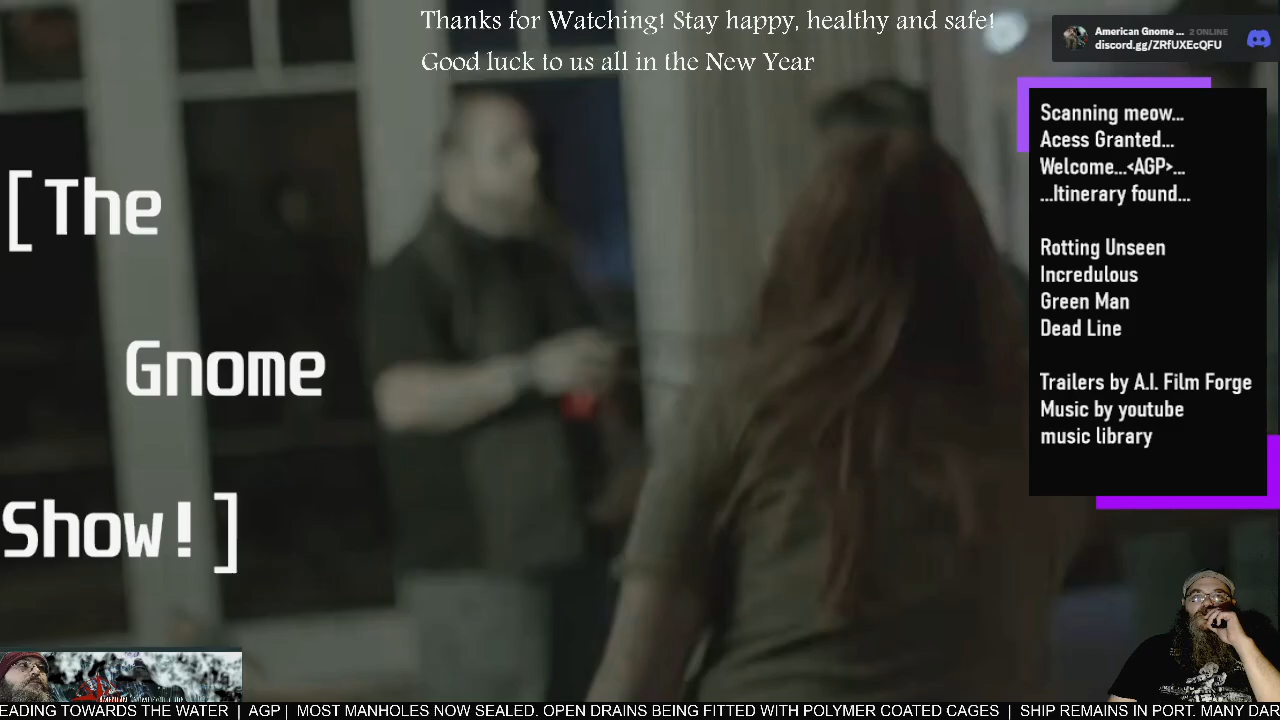 Thanks for Watching! Stay happy, healthy and safe!
Good luck to us all in the New Year
American Gnome ... 2 ONLINE
discord.gg/ZRfUXEcQFU
Scanning meow...
Acess Granted...
Welcome...<AGP>...
...Itinerary found...
Rotting Unseen
Incredulous
Green Man
Dead Line
Trailers by A.I. Film Forge
Music by youtube
music library
[The
Gnome
Show!]
EADING TOWARDS THE WATER | AGP | MOST MANHOLES NOW SEALED. OPEN DRAINS BEING FITTED WITH POLYMER COATED CAGES | SHIP REMAINS IN PORT. MANY DAR